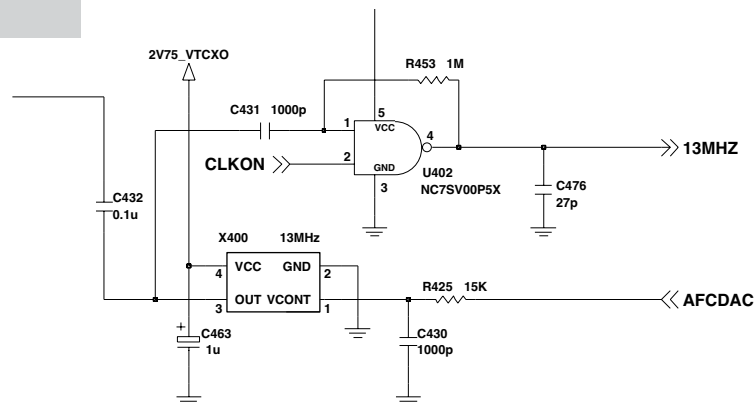 2V75_VTCXO
R453 1M
C431 1000p
5
VCC
1
4
13MHZ
2
CLKON
GND
U402
3
NC7SV00P5X
C476
27p
C432
0.1u
X400 13MHz
VCC GND
4 2
R425 15K
OUT VCONT
3 1
AFCDAC
+
C463
1u
C430
1000p